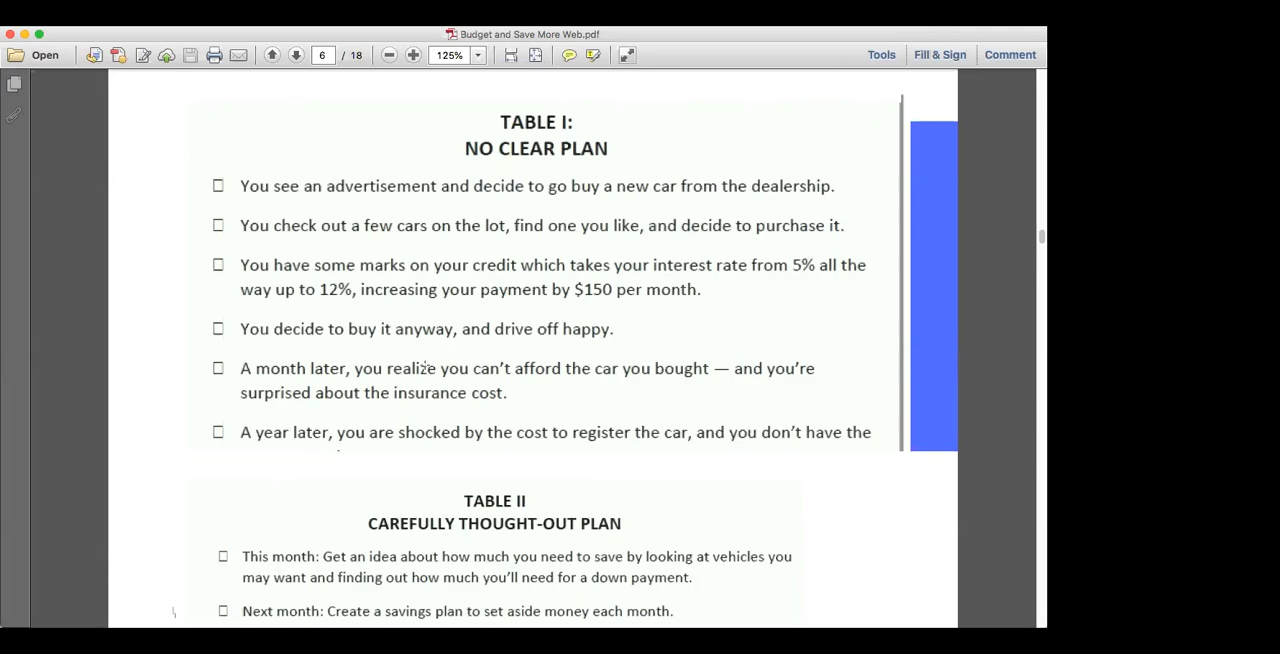 Budget and Save More Web.pdf
Open 6 / 18 125% Tools Fill & Sign Comment
TABLE I:
NO CLEAR PLAN
You see an advertisement and decide to go buy a new car from the dealership.
You check out a few cars on the lot, find one you like, and decide to purchase it.
You have some marks on your credit which takes your interest rate from 5% all the
way up to 12%, increasing your payment by $150 per month.
You decide to buy it anyway, and drive off happy.
A month later, you realize you can’t afford the car you bought — and you’re
surprised about the insurance cost.
A year later, you are shocked by the cost to register the car, and you don’t have the
TABLE II
CAREFULLY THOUGHT-OUT PLAN
This month: Get an idea about how much you need to save by looking at vehicles you
may want and finding out how much you’ll need for a down payment.
Next month: Create a savings plan to set aside money each month.